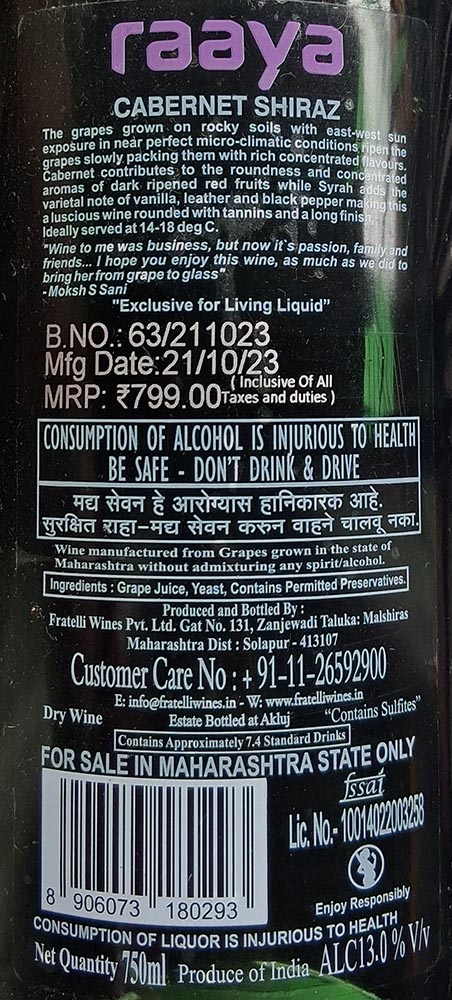 raaya
CABERNET SHIRAZ
The grapes grown on rocky soils with east-west sun
exposure in near perfect micro-climatic conditions ripen the
grapes slowly packing them with rich concentrated flavours.
Cabernet contributes to the roundness and concentrated
aromas of dark ripened red fruits while Syrah adds the
varietal note of vanilla, leather and black pepper making this
a luscious wine rounded with tannins and a long finish.
Ideally served at 14-18 deg C.
"Wine to me was business, but now it`s passion, family and
friends... I hope you enjoy this wine, as much as we did to
bring her from grape to glass"
- Moksh S Sani
"Exclusive for Living Liquid"
B.NO.: 63/211023
Mfg Date:21/10/23
MRP: ₹799.00 ( Inclusive Of All
Taxes and duties )
CONSUMPTION OF ALCOHOL IS INJURIOUS TO HEALTH
BE SAFE - DON'T DRINK & DRIVE
मद्य सेवन हे आरोग्यास हानिकारक आहे.
सुरक्षित राहा-मद्य सेवन करुन वाहने चालवू नका.
Wine manufactured from Grapes grown in the state of
Maharashtra without admixturing any spirit/alcohol.
Ingredients : Grape Juice, Yeast, Contains Permitted Preservatives.
Produced and Bottled By :
Fratelli Wines Pvt. Ltd. Gat No. 131, Zanjewadi Taluka: Malshiras
Maharashtra Dist : Solapur - 413107
Customer Care No : + 91-11-26592900
E: info@fratelliwines.in - W: www.fratelliwines.in
Dry Wine Estate Bottled at Akluj "Contains Sulfites"
Contains Approximately 7.4 Standard Drinks
FOR SALE IN MAHARASHTRA STATE ONLY
fssai
Lic. No.- 10014022003258
8 906073 180293
Enjoy Responsibly
CONSUMPTION OF LIQUOR IS INJURIOUS TO HEALTH
Net Quantity 750ml Produce of India ALC13.0 % V/v